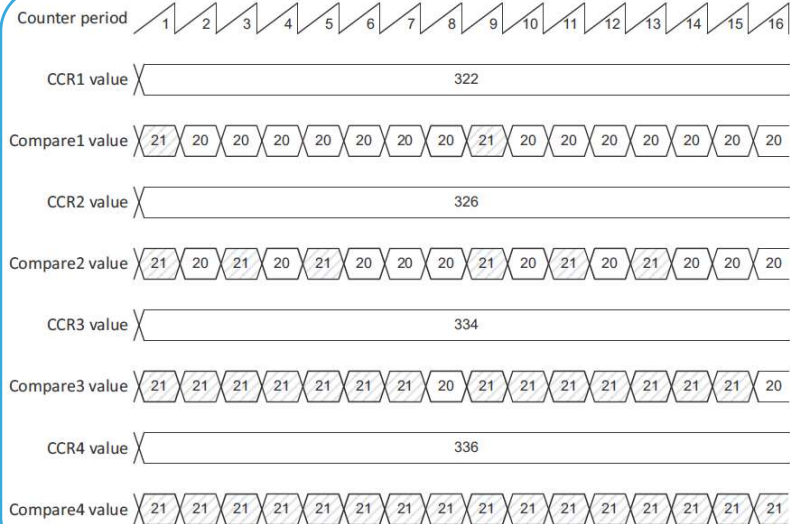 Counter period 1 2 3 4 5 6 7 8 9 10 11 12 13 14 15 16
CCR1 value 322
Compare1 value 21 20 20 20 20 20 20 20 21 20 20 20 20 20 20 20
CCR2 value 326
Compare2 value 21 20 21 20 21 20 20 20 21 20 21 20 21 20 20 20
CCR3 value 334
Compare3 value 21 21 21 21 21 21 21 20 21 21 21 21 21 21 21 20
CCR4 value 336
Compare4 value 21 21 21 21 21 21 21 21 21 21 21 21 21 21 21 21